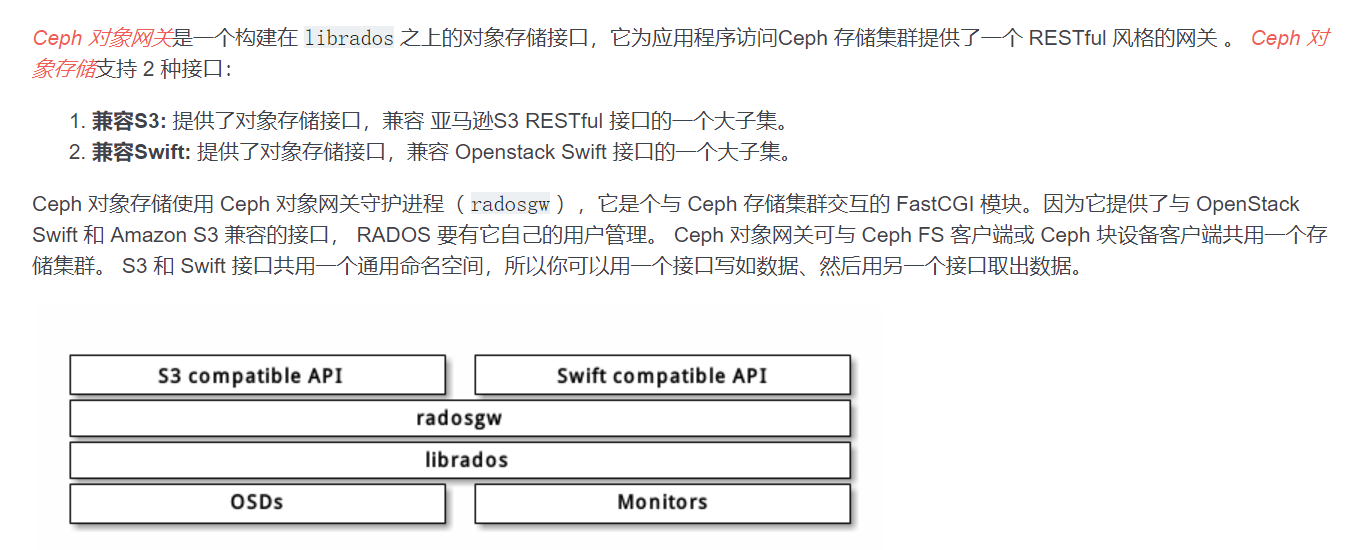 Ceph 对象网关是一个构建在 librados 之上的对象存储接口，它为应用程序访问Ceph 存储集群提供了一个 RESTful 风格的网关 。 Ceph 对
象存储支持 2 种接口：
1. 兼容S3: 提供了对象存储接口，兼容 亚马逊S3 RESTful 接口的一个大子集。
2. 兼容Swift: 提供了对象存储接口，兼容 Openstack Swift 接口的一个大子集。
Ceph 对象存储使用 Ceph 对象网关守护进程（ radosgw ），它是个与 Ceph 存储集群交互的 FastCGI 模块。因为它提供了与 OpenStack
Swift 和 Amazon S3 兼容的接口， RADOS 要有它自己的用户管理。 Ceph 对象网关可与 Ceph FS 客户端或 Ceph 块设备客户端共用一个存
储集群。 S3 和 Swift 接口共用一个通用命名空间，所以你可以用一个接口写如数据、然后用另一个接口取出数据。
S3 compatible API Swift compatible API
radosgw
librados
OSDs Monitors